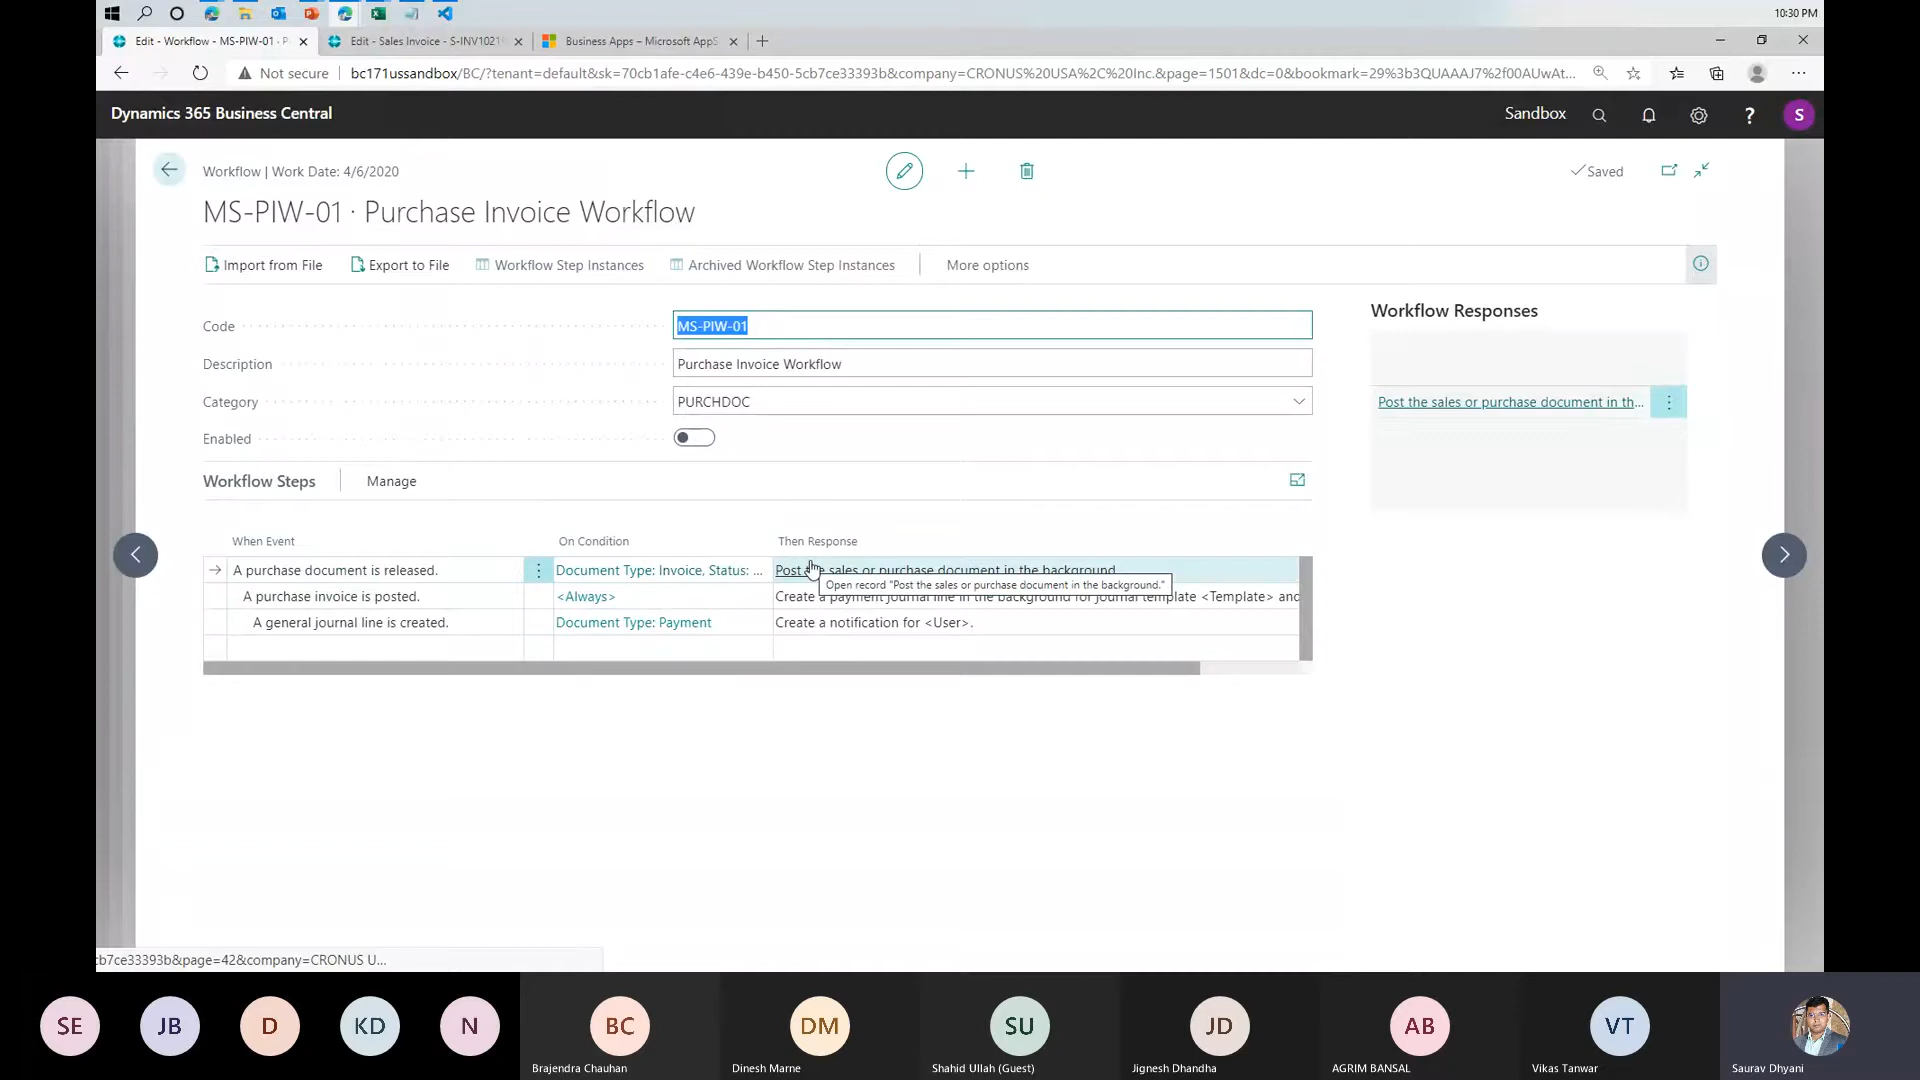 10:30 PM
Edit - Workflow - MS-PIW-01 · P
Edit - Sales Invoice - S-INV1021
Business Apps – Microsoft AppS
Not secure
bc171ussandbox/BC/?tenant=default&sk=70cb1afe-c4e6-439e-b450-5cb7ce33393b&company=CRONUS%20USA%2C%20Inc.&page=1501&dc=0&bookmark=29%3b3QUAAAJ7%2f00AUwAt...
Dynamics 365 Business Central
Sandbox
?
S
Workflow | Work Date: 4/6/2020
Saved
MS-PIW-01 · Purchase Invoice Workflow
Import from File
Export to File
Workflow Step Instances
Archived Workflow Step Instances
More options
Code
MS-PIW-01
Description
Purchase Invoice Workflow
Category
PURCHDOC
Enabled
Workflow Responses
Post the sales or purchase document in th...
Workflow Steps
Manage
When Event
On Condition
Then Response
A purchase document is released.
Document Type: Invoice, Status: ...
Post the sales or purchase document in the background.
Open record "Post the sales or purchase document in the background."
A purchase invoice is posted.
<Always>
Create a payment journal line in the background for journal template <Template> and
A general journal line is created.
Document Type: Payment
Create a notification for <User>.
cb7ce33393b&page=42&company=CRONUS U...
SE
JB
D
KD
N
BC
Brajendra Chauhan
DM
Dinesh Marne
SU
Shahid Ullah (Guest)
JD
Jignesh Dhandha
AB
AGRIM BANSAL
VT
Vikas Tanwar
Saurav Dhyani